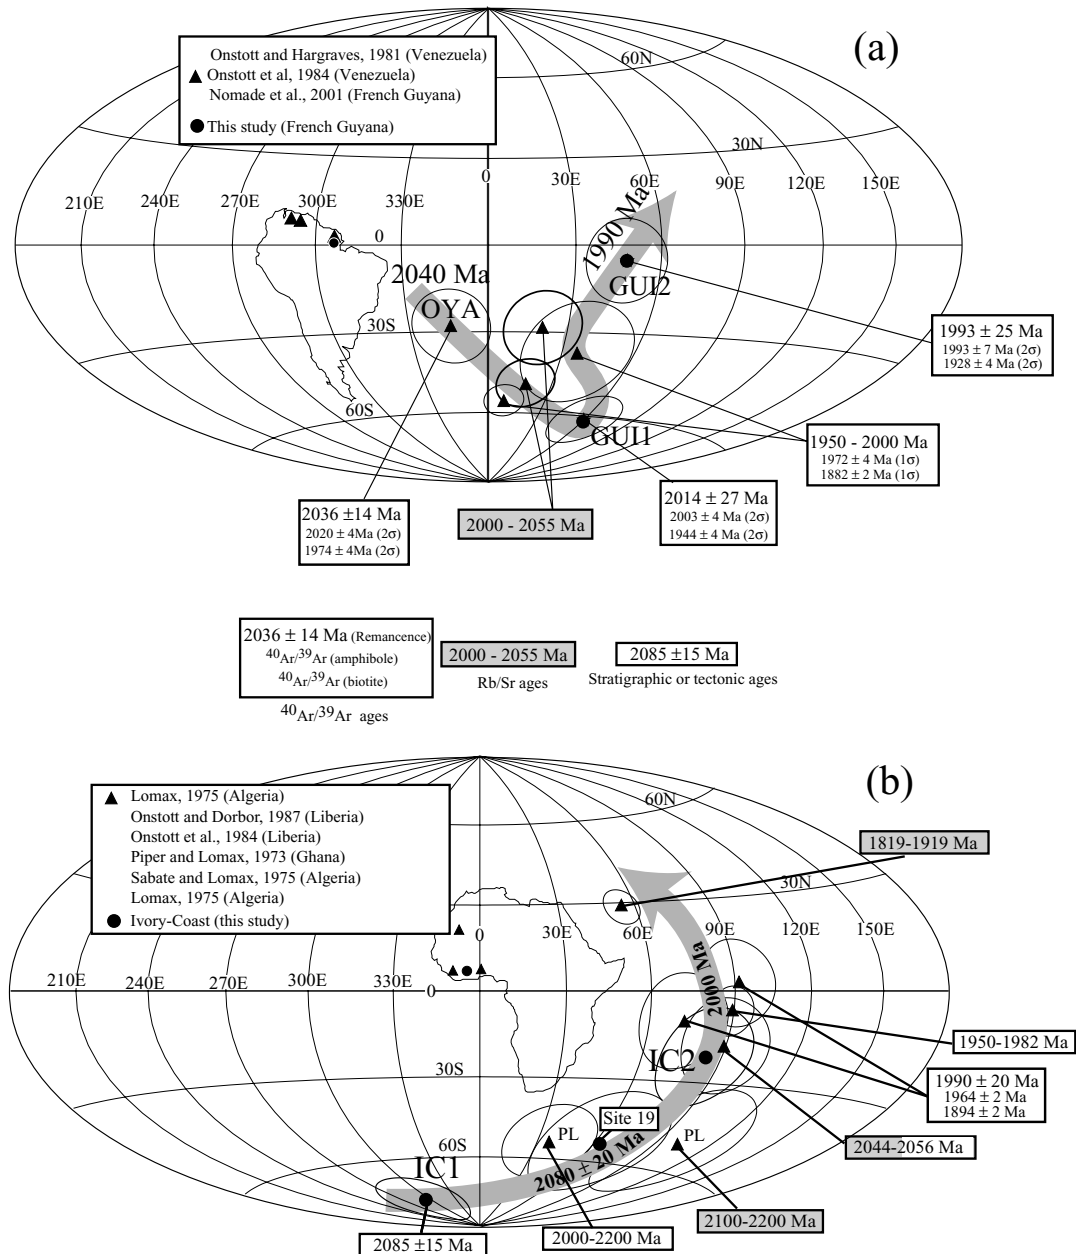 (a)
Onstott and Hargraves, 1981 (Venezuela)
Onstott et al, 1984 (Venezuela)
Nomade et al., 2001 (French Guyana)
This study (French Guyana)
60N
30N
0
210E
240E
270E
300E
330E
30E
60E
90E
120E
150E
0
30S
60S
2040 Ma
OYA
1990 Ma
GUI2
GUI1
1993 ± 25 Ma
1993 ± 7 Ma (2σ)
1928 ± 4 Ma (2σ)
1950 - 2000 Ma
1972 ± 4 Ma (1σ)
1882 ± 2 Ma (1σ)
2014 ± 27 Ma
2003 ± 4 Ma (2σ)
1944 ± 4 Ma (2σ)
2036 ±14 Ma
2020 ± 4Ma (2σ)
1974 ± 4Ma (2σ)
2000 - 2055 Ma
2036 ± 14 Ma (Remancence)
40Ar/39Ar (amphibole)
40Ar/39Ar (biotite)
40Ar/39Ar ages
2000 - 2055 Ma
Rb/Sr ages
2085 ±15 Ma
Stratigraphic or tectonic ages
(b)
Lomax, 1975 (Algeria)
Onstott and Dorbor, 1987 (Liberia)
Onstott et al., 1984 (Liberia)
Piper and Lomax, 1973 (Ghana)
Sabate and Lomax, 1975 (Algeria)
Lomax, 1975 (Algeria)
Ivory-Coast (this study)
60N
30N
1819-1919 Ma
0
30E
60E
90E
120E
150E
210E
240E
270E
300E
330E
0
30S
60S
2000 Ma
IC2
1950-1982 Ma
1990 ± 20 Ma
1964 ± 2 Ma
1894 ± 2 Ma
2044-2056 Ma
Site 19
PL
PL
2080 ± 20 Ma
IC1
2100-2200 Ma
2000-2200 Ma
2085 ±15 Ma